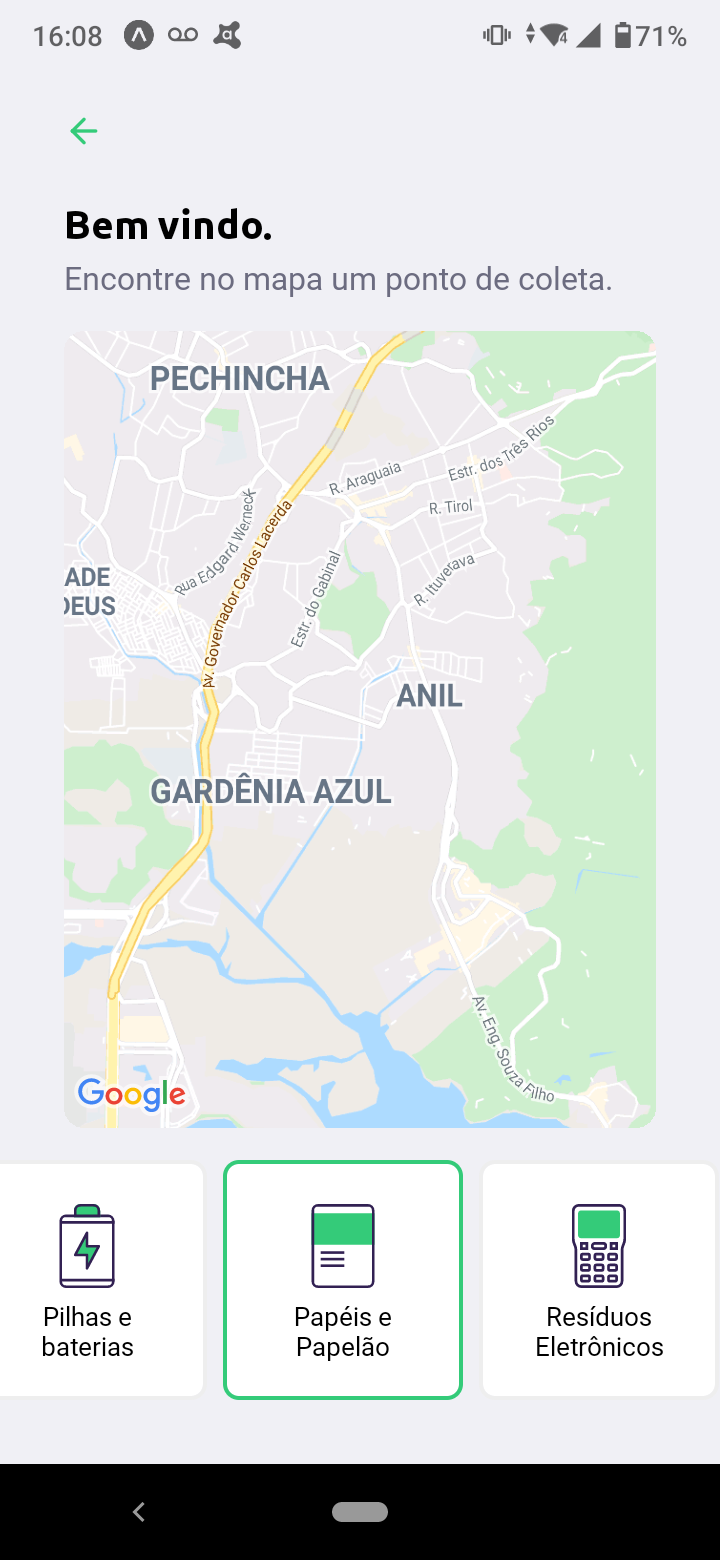 16:08
4
71%
Bem vindo.
Encontre no mapa um ponto de coleta.
PECHINCHA
Estr. dos Três Rios
R. Araguaia
R. Tirol
Rua Edgard Werneck
Av. Governador Carlos Lacerda
Estr. do Gabinal
R. Ituverava
ADE
DEUS
ANIL
GARDÊNIA AZUL
Av. Eng. Souza Filho
Google
Pilhas e
baterias
Papéis e
Papelão
Resíduos
Eletrônicos